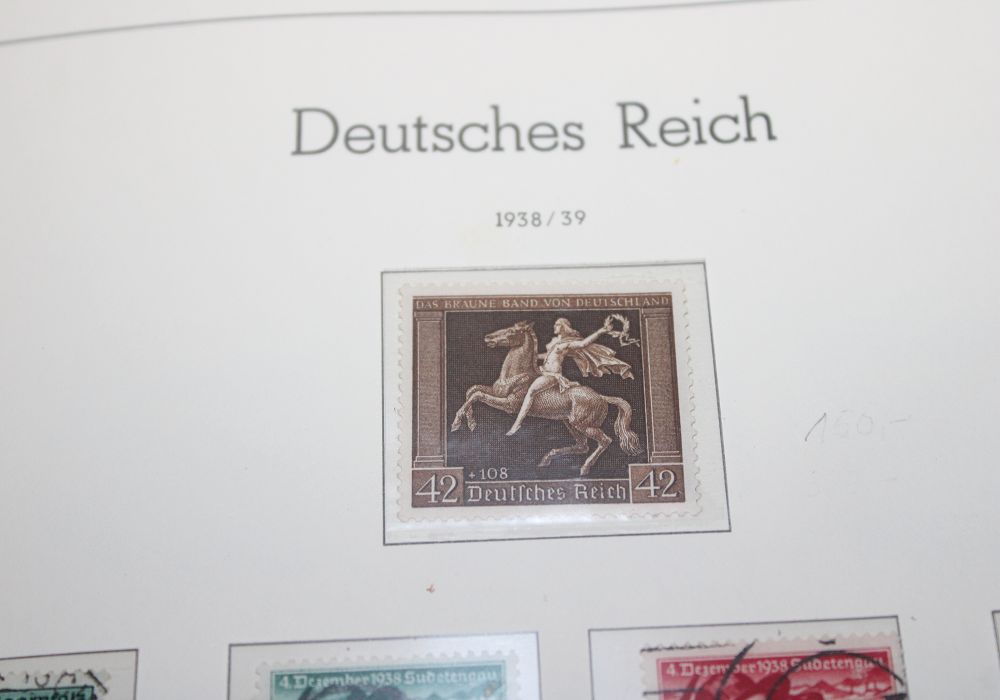 Deutsches Reich
1938/39
DAS BRAUNE BAND VON DEUTSCHLAND
+108
42 Deutsches Reich 42
150,-
4. Dezember 1938 Sudetengau
4. Dezember 1938 Sudetengau